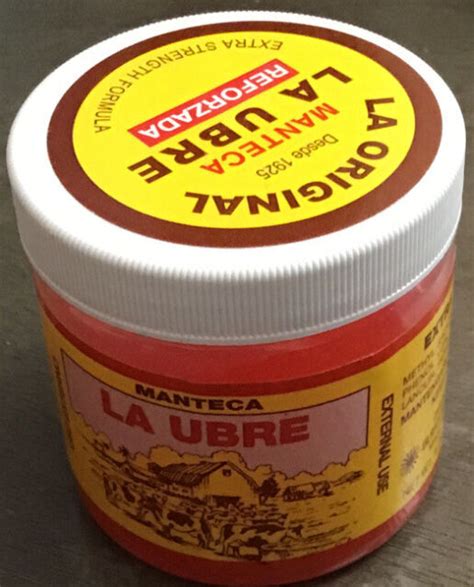 LA ORIGINAL
Desde 1925
MANTECA
LA UBRE
REFORZADA
EXTRA STRENGTH FORMULA
MANTECA
LA UBRE
EXTERNAL USE